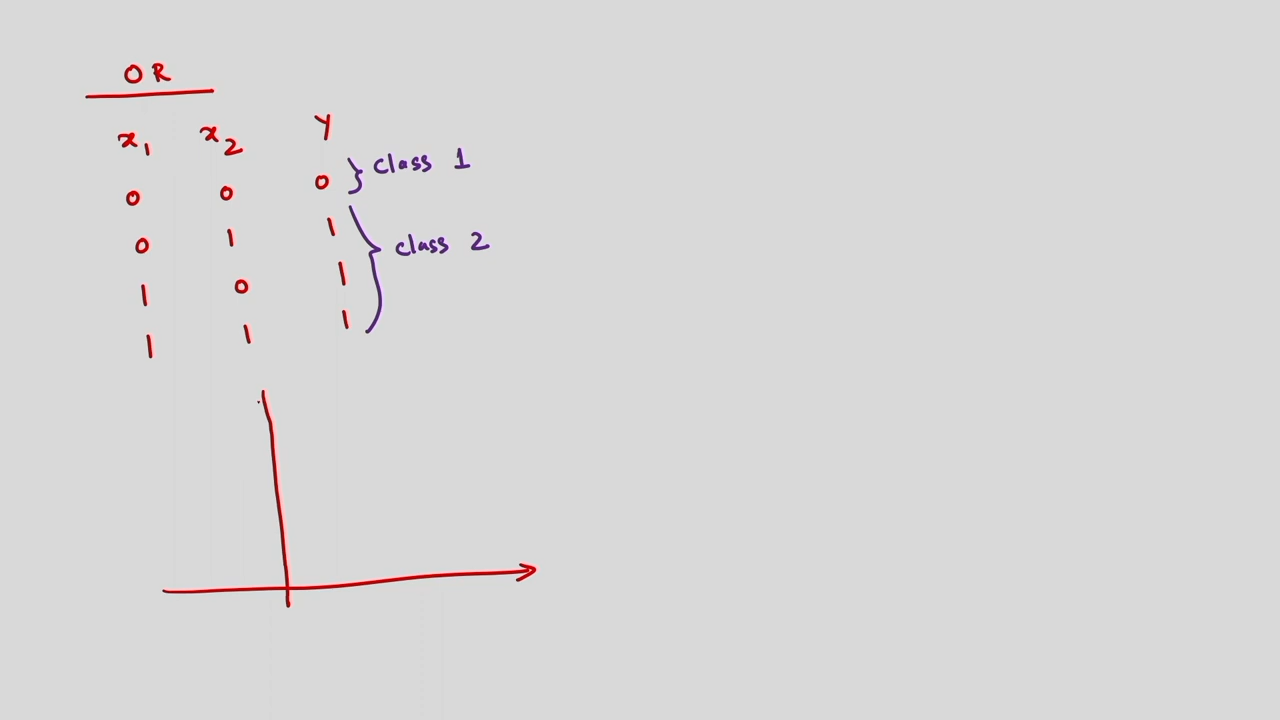 OR
x₁ x₂ y
0 0 0 } class 1
0 1 1
1 0 1 } class 2
1 1 1